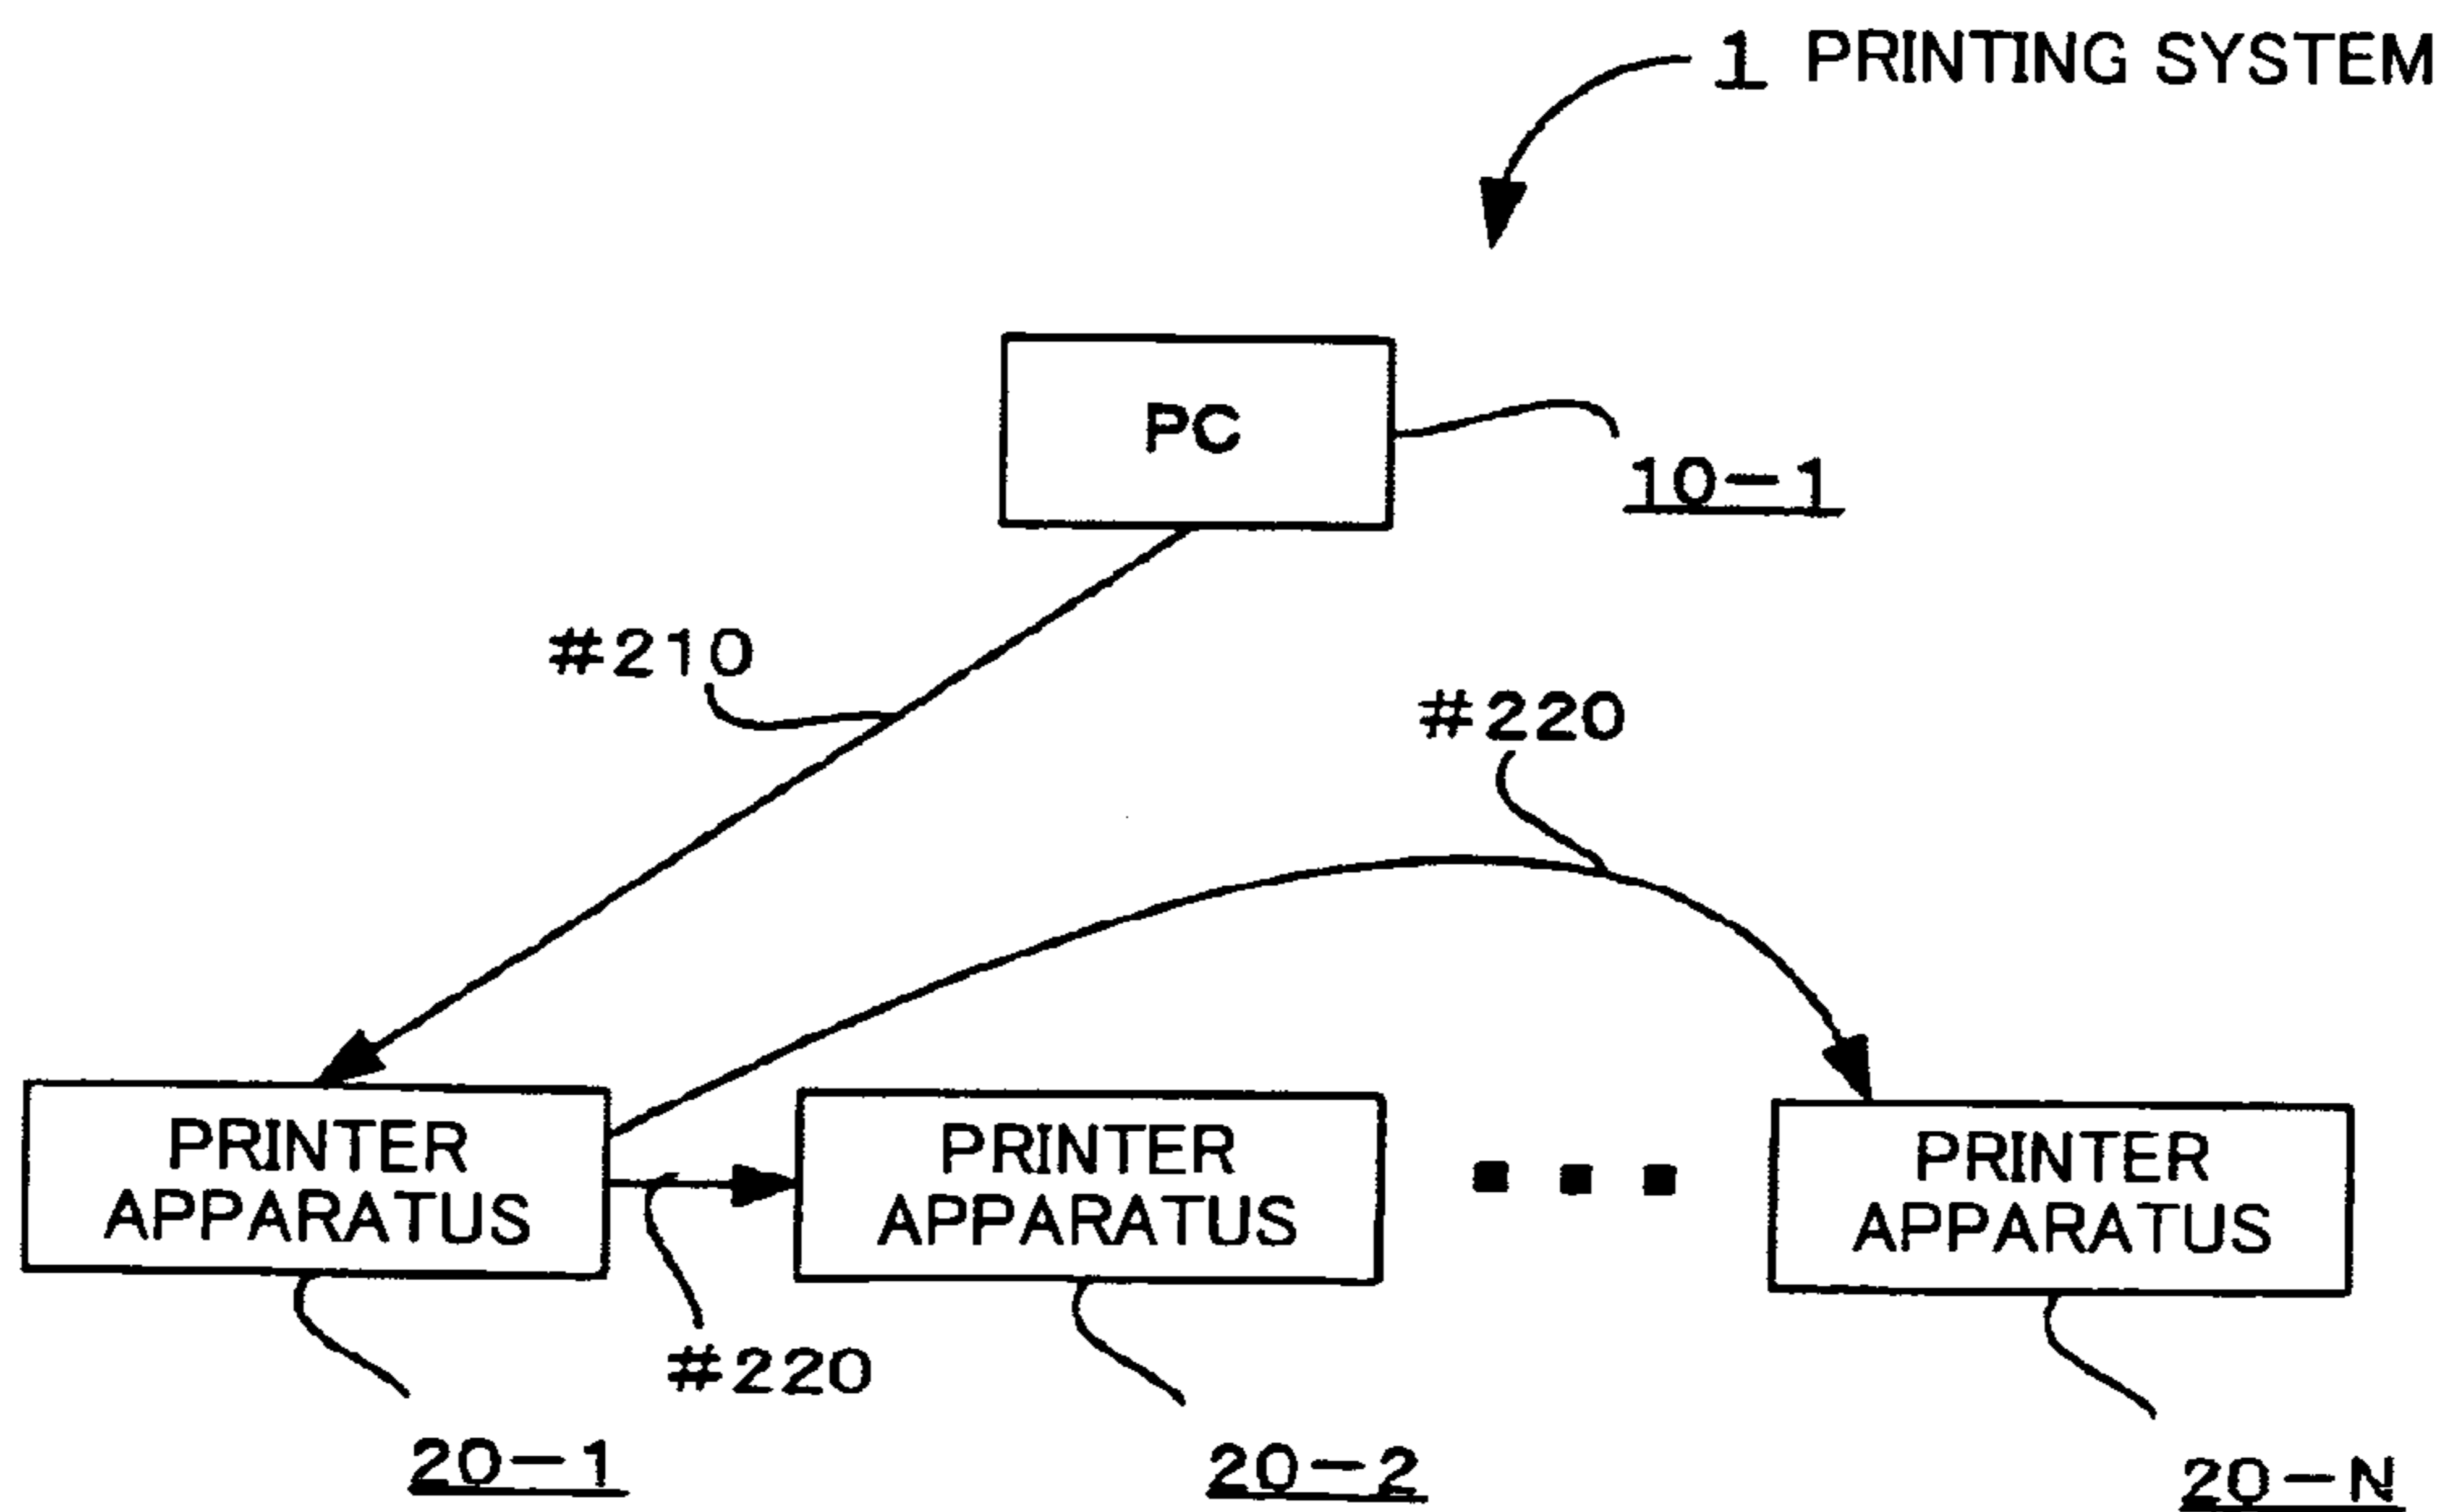 1 PRINTING SYSTEM
PC
10-1
#210
#220
PRINTER
APPARATUS
PRINTER
APPARATUS
PRINTER
APPARATUS
#220
20-1
20-2
20-N